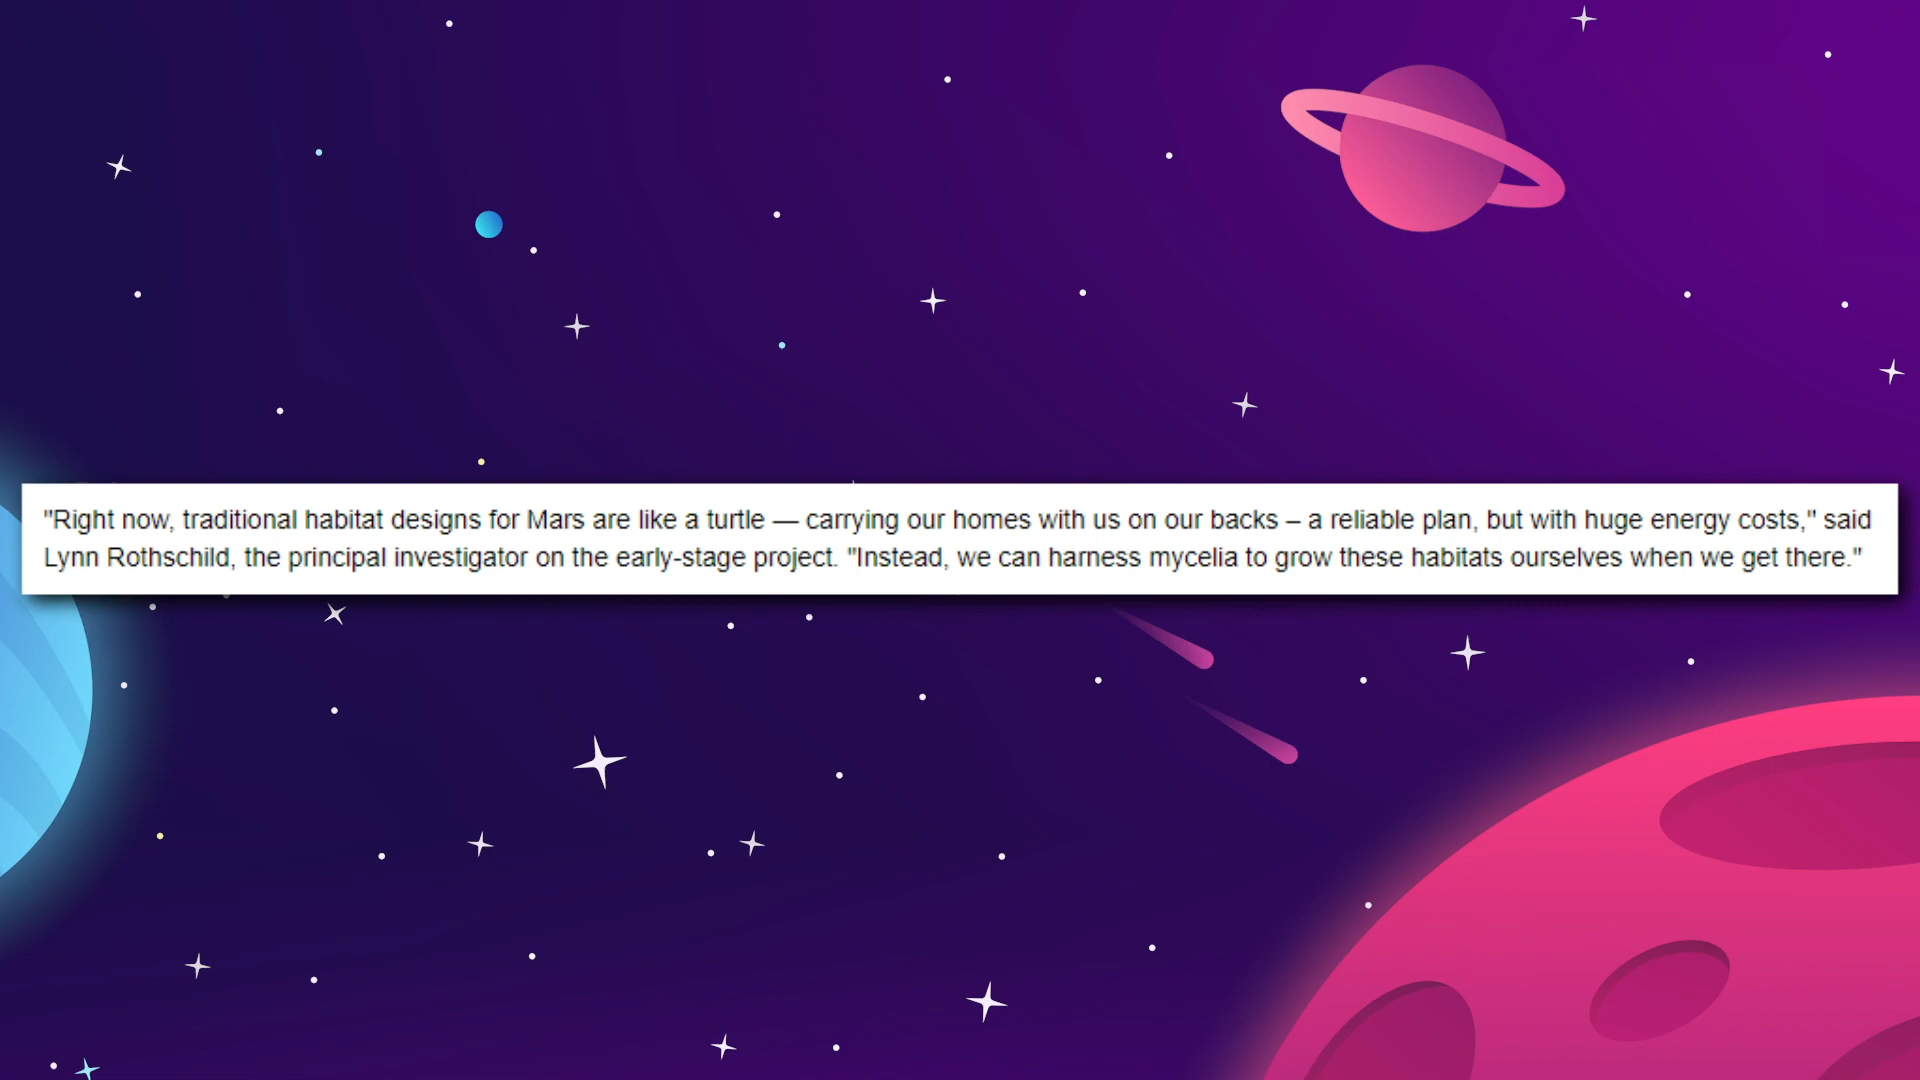 "Right now, traditional habitat designs for Mars are like a turtle — carrying our homes with us on our backs – a reliable plan, but with huge energy costs," said
Lynn Rothschild, the principal investigator on the early-stage project. "Instead, we can harness mycelia to grow these habitats ourselves when we get there."